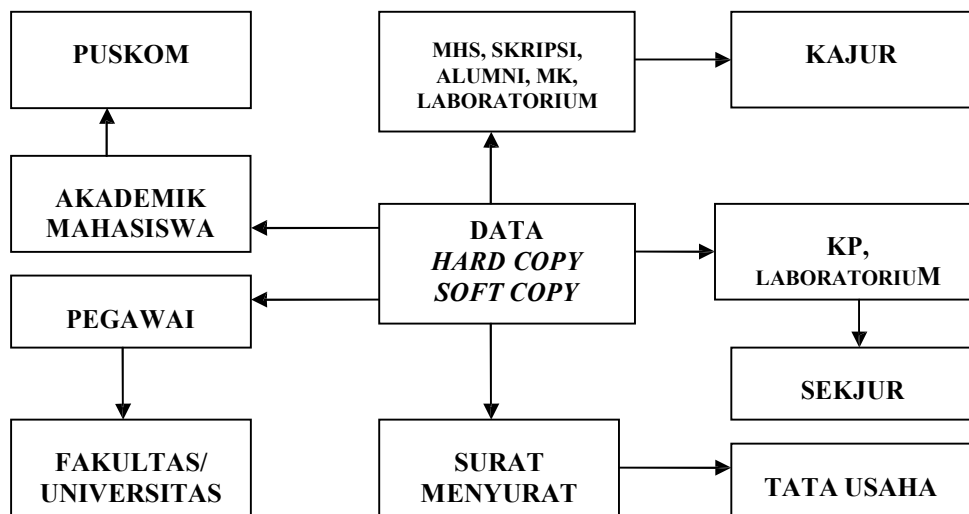 PUSKOM
MHS, SKRIPSI,
ALUMNI, MK,
LABORATORIUM
KAJUR
AKADEMIK
MAHASISWA
DATA
HARD COPY
SOFT COPY
KP,
LABORATORIUM
PEGAWAI
SEKJUR
FAKULTAS/
UNIVERSITAS
SURAT
MENYURAT
TATA USAHA